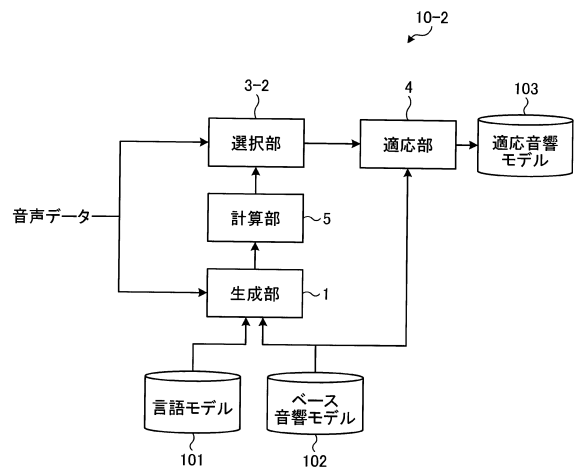 10-2
3-2
4
103
選択部
適応部
適応音響
モデル
音声データ
計算部
5
生成部
1
言語モデル
ベース
音響モデル
101
102